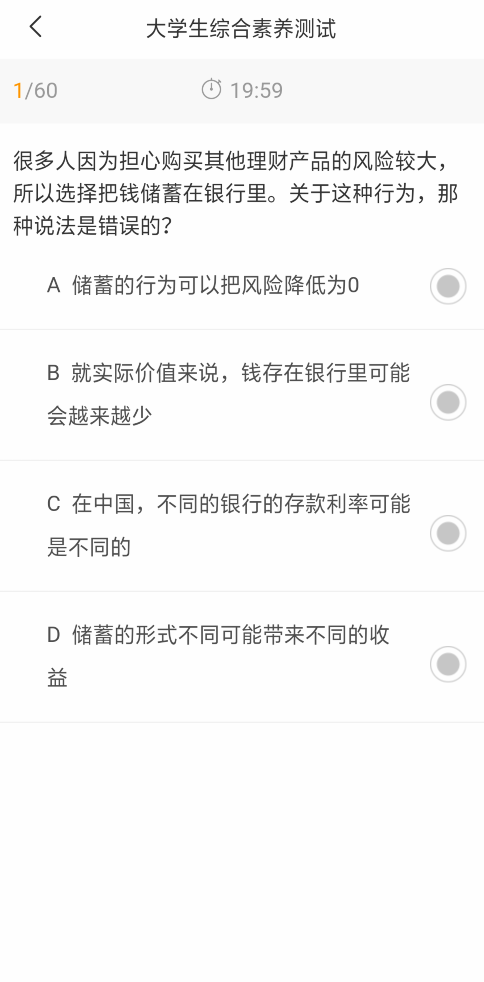 大学生综合素养测试
1/60
19:59
很多人因为担心购买其他理财产品的风险较大，
所以选择把钱储蓄在银行里。关于这种行为，那
种说法是错误的？
A 储蓄的行为可以把风险降低为0
B 就实际价值来说，钱存在银行里可能
会越来越少
C 在中国，不同的银行的存款利率可能
是不同的
D 储蓄的形式不同可能带来不同的收
益